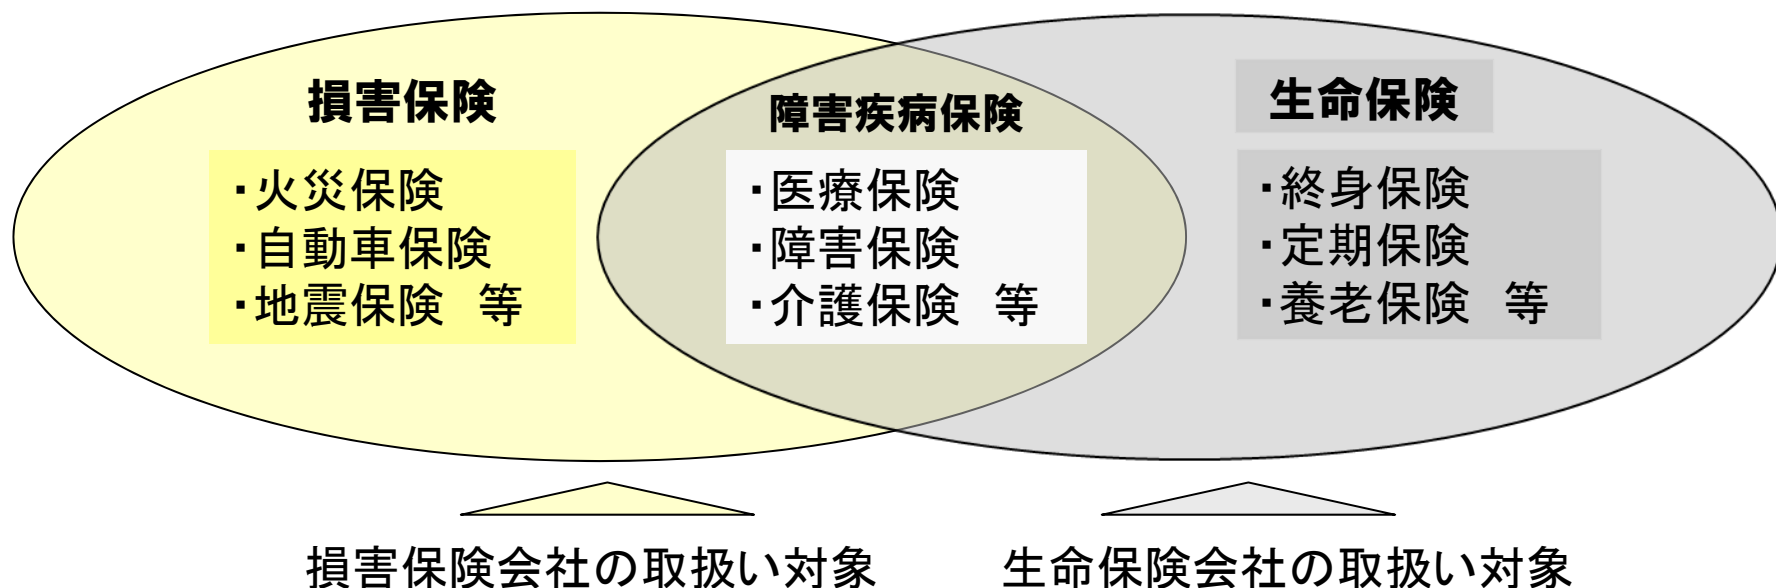 損害保険
・火災保険
・自動車保険
・地震保険　等
障害疾病保険
・医療保険
・障害保険
・介護保険　等
生命保険
・終身保険
・定期保険
・養老保険　等
損害保険会社の取扱い対象
生命保険会社の取扱い対象